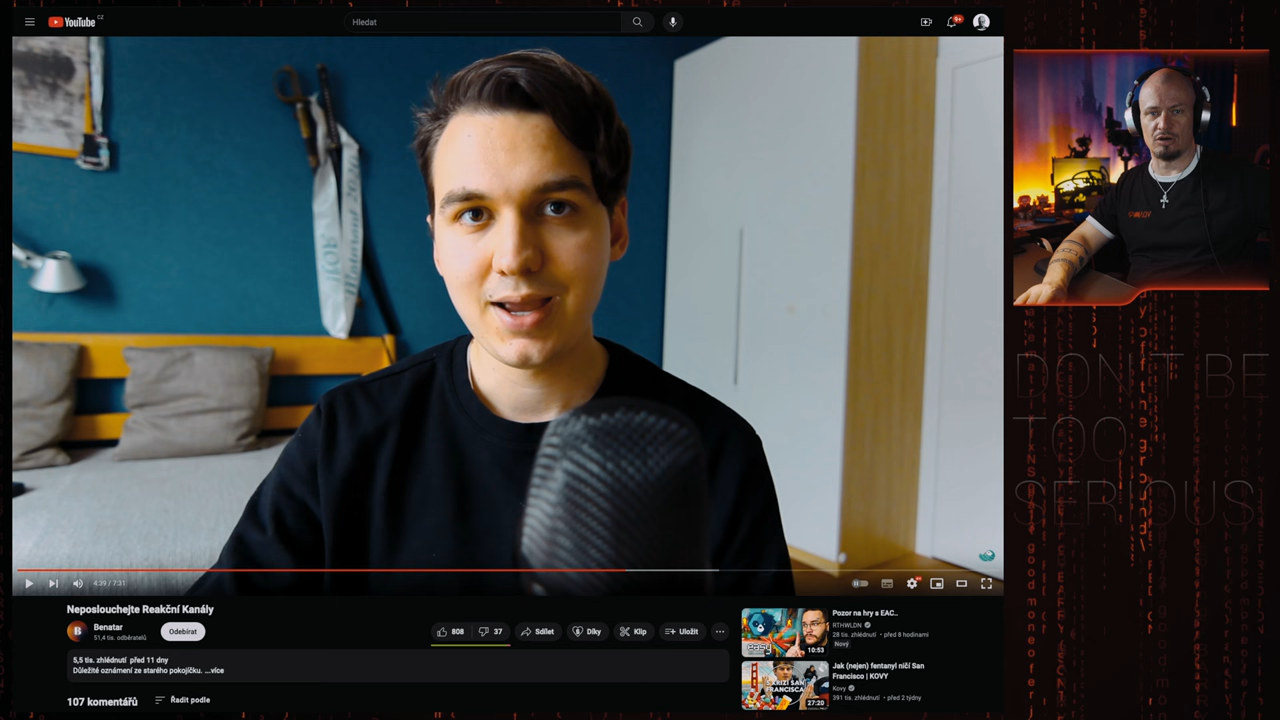 YouTube CZ
Hledat
9+
4:39 / 7:31
Neposlouchejte Reakční Kanály
Benatar
51,4 tis. odběratelů
Odebírat
808
37
Sdílet
Díky
Klip
Uložit
5,5 tis. zhlédnutí před 11 dny
Důležité oznámení ze starého pokojíčku. ...více
107 komentářů
Řadit podle
10:53
Pozor na hry s EAC..
RTHWLDN
28 tis. zhlédnutí • před 8 hodinami
Nový
SKRZÍ SAN
FRANCISCA
27:20
Jak (nejen) fentanyl ničí San
Francisco | KOVY
Kovy
391 tis. zhlédnutí • před 2 týdny
DON'T BE
TOO
SERIOUS